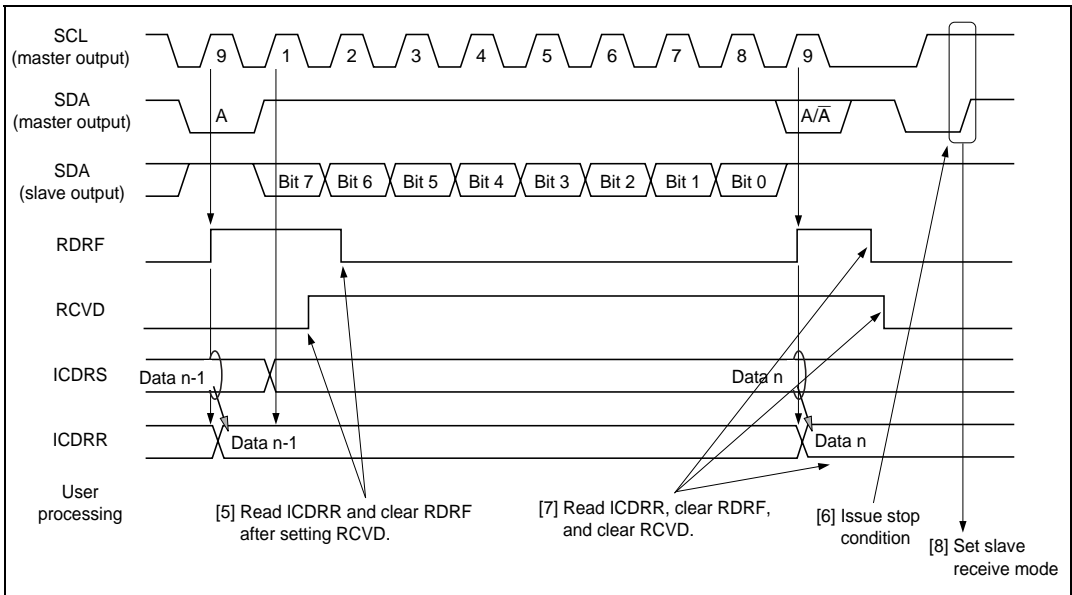 SCL
(master output)
9 1 2 3 4 5 6 7 8 9
SDA
(master output)
A A/A̅
SDA
(slave output)
Bit 7 Bit 6 Bit 5 Bit 4 Bit 3 Bit 2 Bit 1 Bit 0
RDRF
RCVD
ICDRS
Data n-1 Data n
ICDRR
Data n-1 Data n
User
processing
[5] Read ICDRR and clear RDRF
after setting RCVD.
[7] Read ICDRR, clear RDRF,
and clear RCVD.
[6] Issue stop
condition
[8] Set slave
receive mode